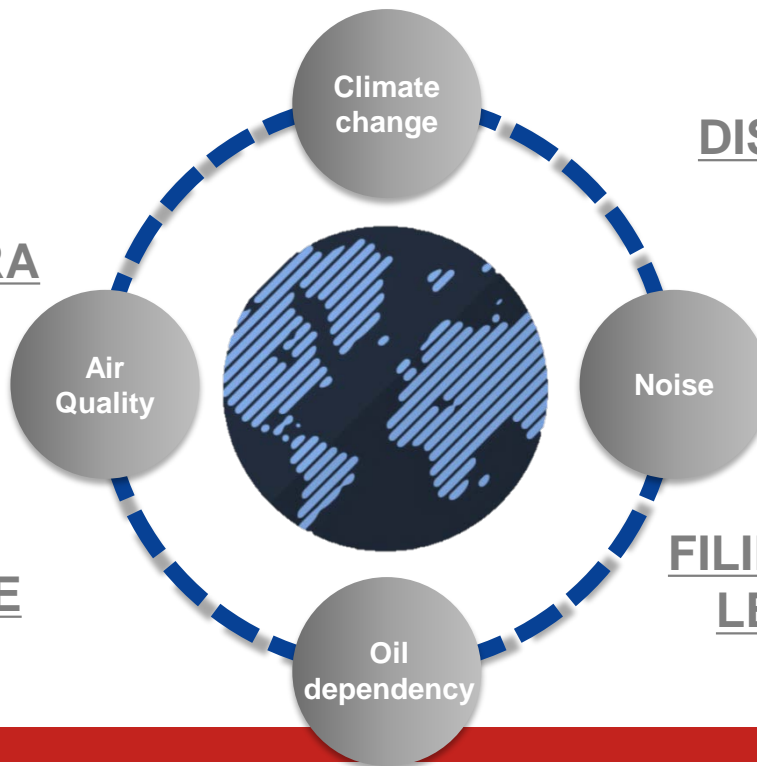 Climate
change
DIS
RA
Air
Quality
Noise
FILI
LE
E
Oil
dependency